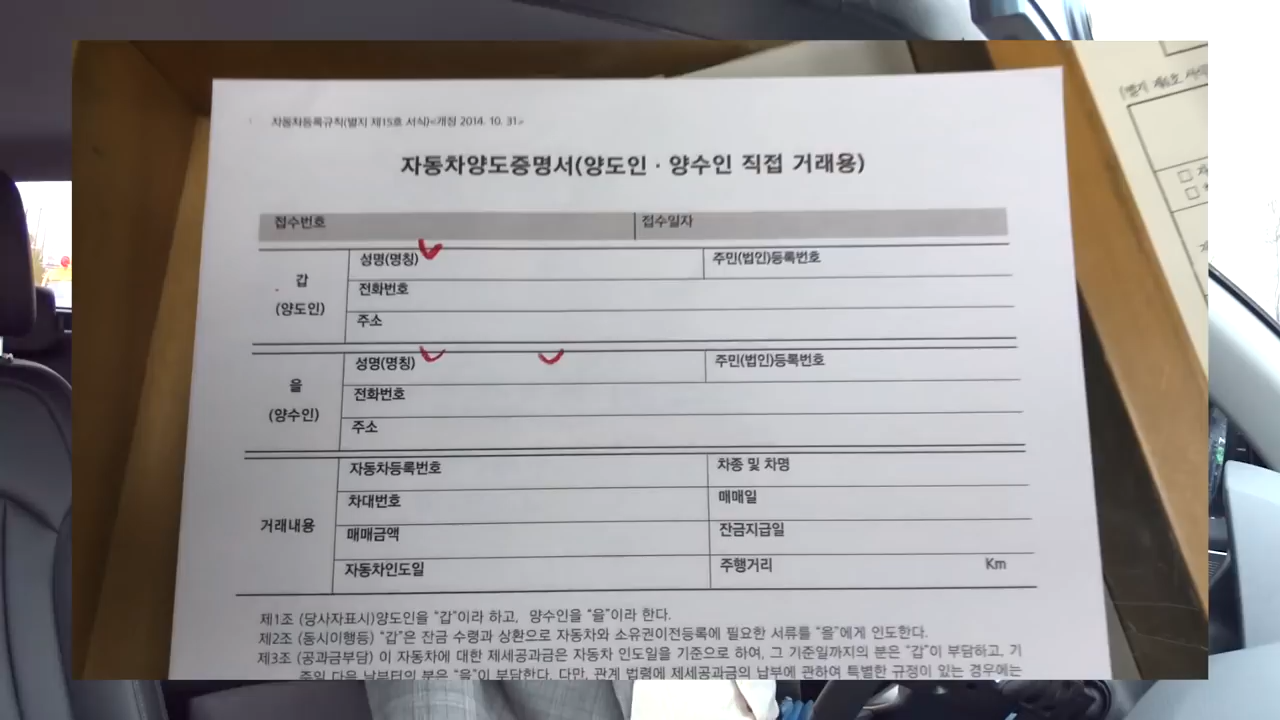 자동차등록규칙(별지 제15호 서식)<개정 2014. 10. 31>
자동차양도증명서(양도인 · 양수인 직접 거래용)
접수번호 접수일자
갑
(양도인)
성명(명칭) 주민(법인)등록번호
전화번호
주소
을
(양수인)
성명(명칭) 주민(법인)등록번호
전화번호
주소
거래내용
자동차등록번호 차종 및 차명
차대번호 매매일
매매금액 잔금지급일
자동차인도일 주행거리 Km
제1조 (당사자표시)양도인을 "갑"이라 하고, 양수인을 "을"이라 한다.
제2조 (동시이행등) "갑"은 잔금 수령과 상환으로 자동차와 소유권이전등록에 필요한 서류를 "을"에게 인도한다.
제3조 (공과금부담) 이 자동차에 대한 제세공과금은 자동차 인도일을 기준으로 하여, 그 기준일까지의 분은 "갑"이 부담하고, 기
준일 다음 날부터의 분은 "을"이 부담한다. 다만, 관계 법령에 제세공과금의 납부에 관하여 특별한 규정이 있는 경우에는